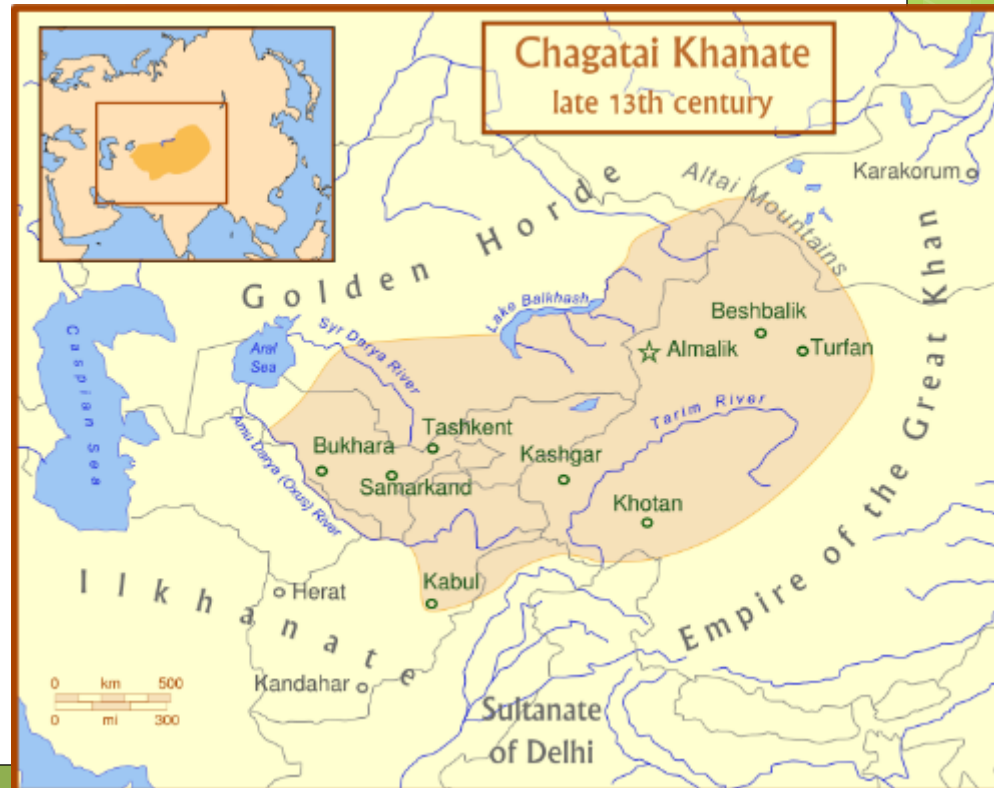 Chagatai Khanate
late 13th century
Karakorum
Altai Mountains
Golden Horde
Lake Balkhash
Beshbalik
Almalik
Turfan
Caspian Sea
Aral
Sea
Syr Darya River
Tarim River
Empire of the Great Khan
Amu Darya (Oxus) River
Bukhara
Tashkent
Samarkand
Kashgar
Khotan
Kabul
Ilkhanate
Herat
Kandahar
0 km 500
0 mi 300
Sultanate
of Delhi